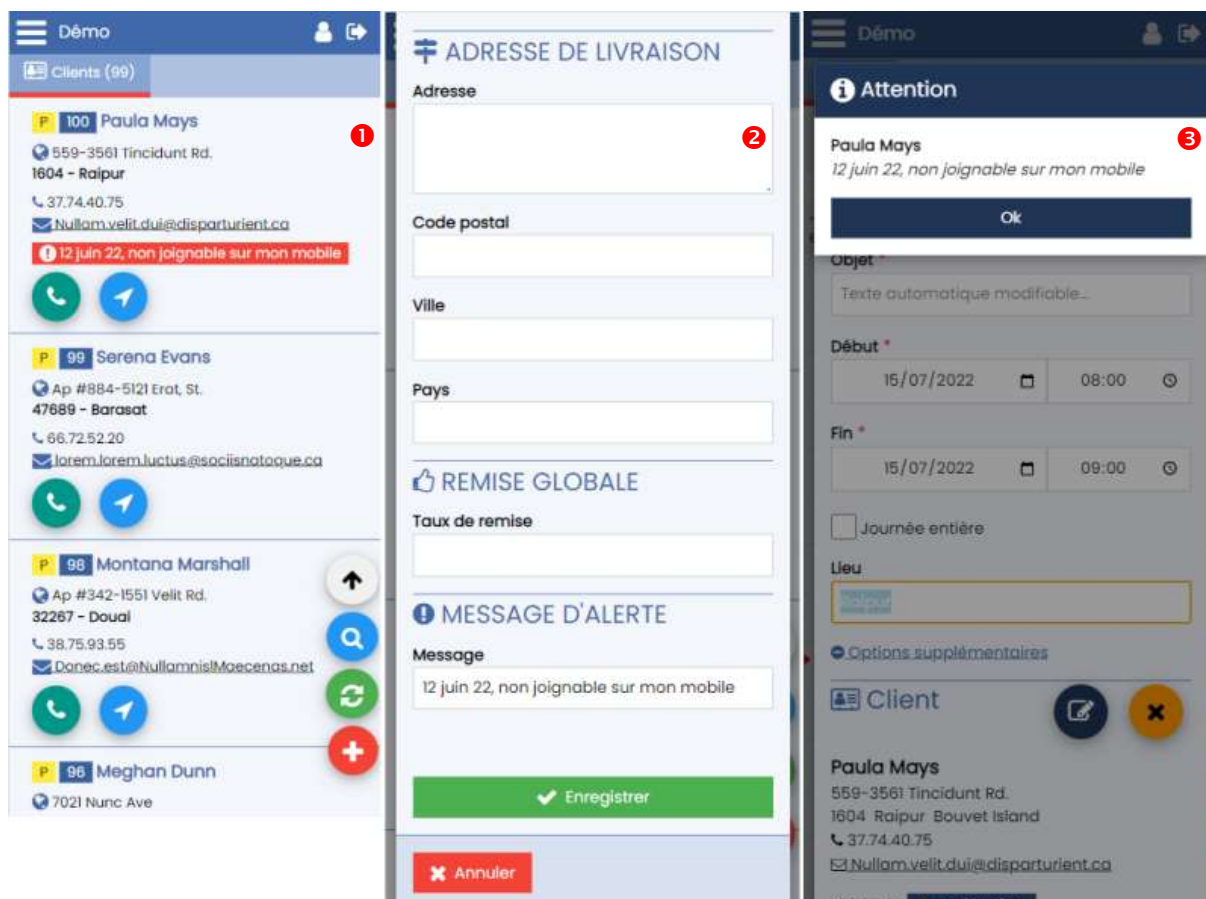 Démo
Clients (99)
❶
P 100 Paula Mays
559-3561 Tincidunt Rd.
1604 - Raipur
37.74.40.75
Nullam.velit.dui@disparturient.ca
12 juin 22, non joignable sur mon mobile
P 99 Serena Evans
Ap #884-5121 Erat, St.
47689 - Barasat
66.72.52.20
lorem.lorem.luctus@sociisnatoque.ca
P 98 Montana Marshall
Ap #342-1551 Velit Rd.
32267 - Douai
38.75.93.55
Donec.est@NullamnislMaecenas.net
P 96 Meghan Dunn
7021 Nunc Ave
ADRESSE DE LIVRAISON
Adresse
❷
Code postal
Ville
Pays
REMISE GLOBALE
Taux de remise
MESSAGE D'ALERTE
Message
12 juin 22, non joignable sur mon mobile
Enregistrer
Annuler
Démo
Attention
❸
Paula Mays
12 juin 22, non joignable sur mon mobile
Ok
Objet *
Texte automatique modifiable...
Début *
15/07/2022 08:00
Fin *
15/07/2022 09:00
Journée entière
Lieu
Raipur
Options supplémentaires
Client
Paula Mays
559-3561 Tincidunt Rd.
1604 Raipur Bouvet Island
37.74.40.75
Nullam.velit.dui@disparturient.ca